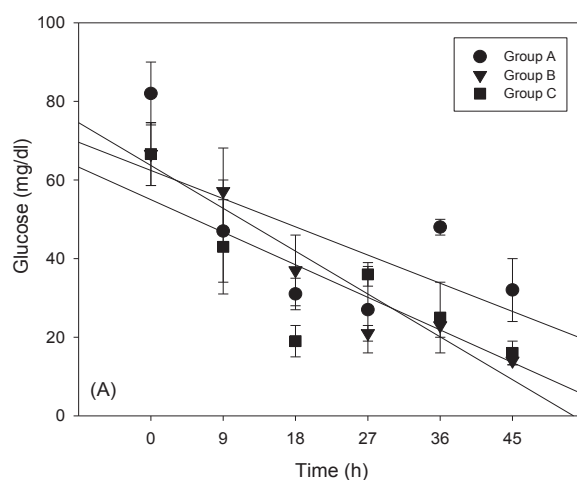 100
80
60
40
20
0
Glucose (mg/dl)
Group A
Group B
Group C
(A)
0 9 18 27 36 45
Time (h)